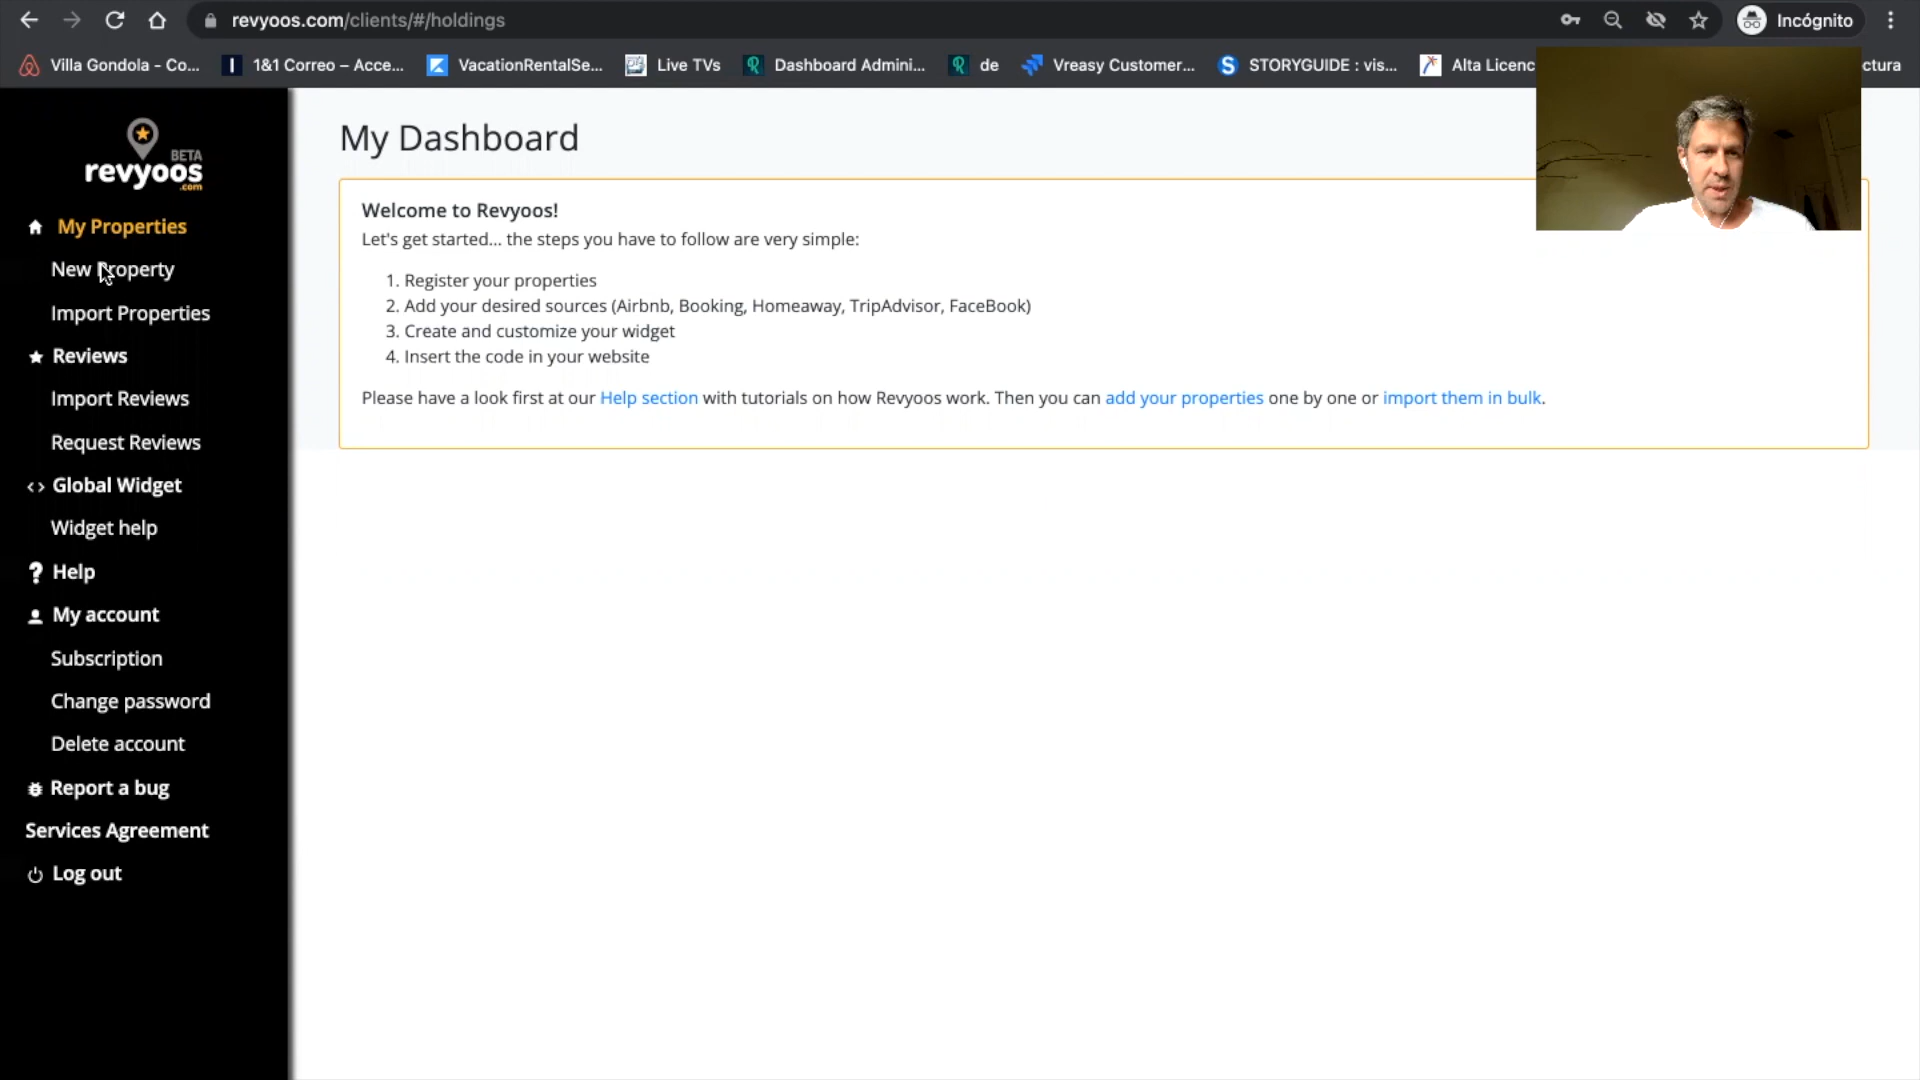 revyoos.com/clients/#/holdings
Incógnito
Villa Gondola - Co...
1&1 Correo – Acce...
VacationRentalSe...
Live TVs
Dashboard Admini...
de
Vreasy Customer...
STORYGUIDE : vis...
Alta Licenc
ctura
BETA
revyoos
.com
My Properties
New Property
Import Properties
Reviews
Import Reviews
Request Reviews
Global Widget
Widget help
Help
My account
Subscription
Change password
Delete account
Report a bug
Services Agreement
Log out
My Dashboard
Welcome to Revyoos!
Let's get started... the steps you have to follow are very simple:
1. Register your properties
2. Add your desired sources (Airbnb, Booking, Homeaway, TripAdvisor, FaceBook)
3. Create and customize your widget
4. Insert the code in your website
Please have a look first at our Help section with tutorials on how Revyoos work. Then you can add your properties one by one or import them in bulk.